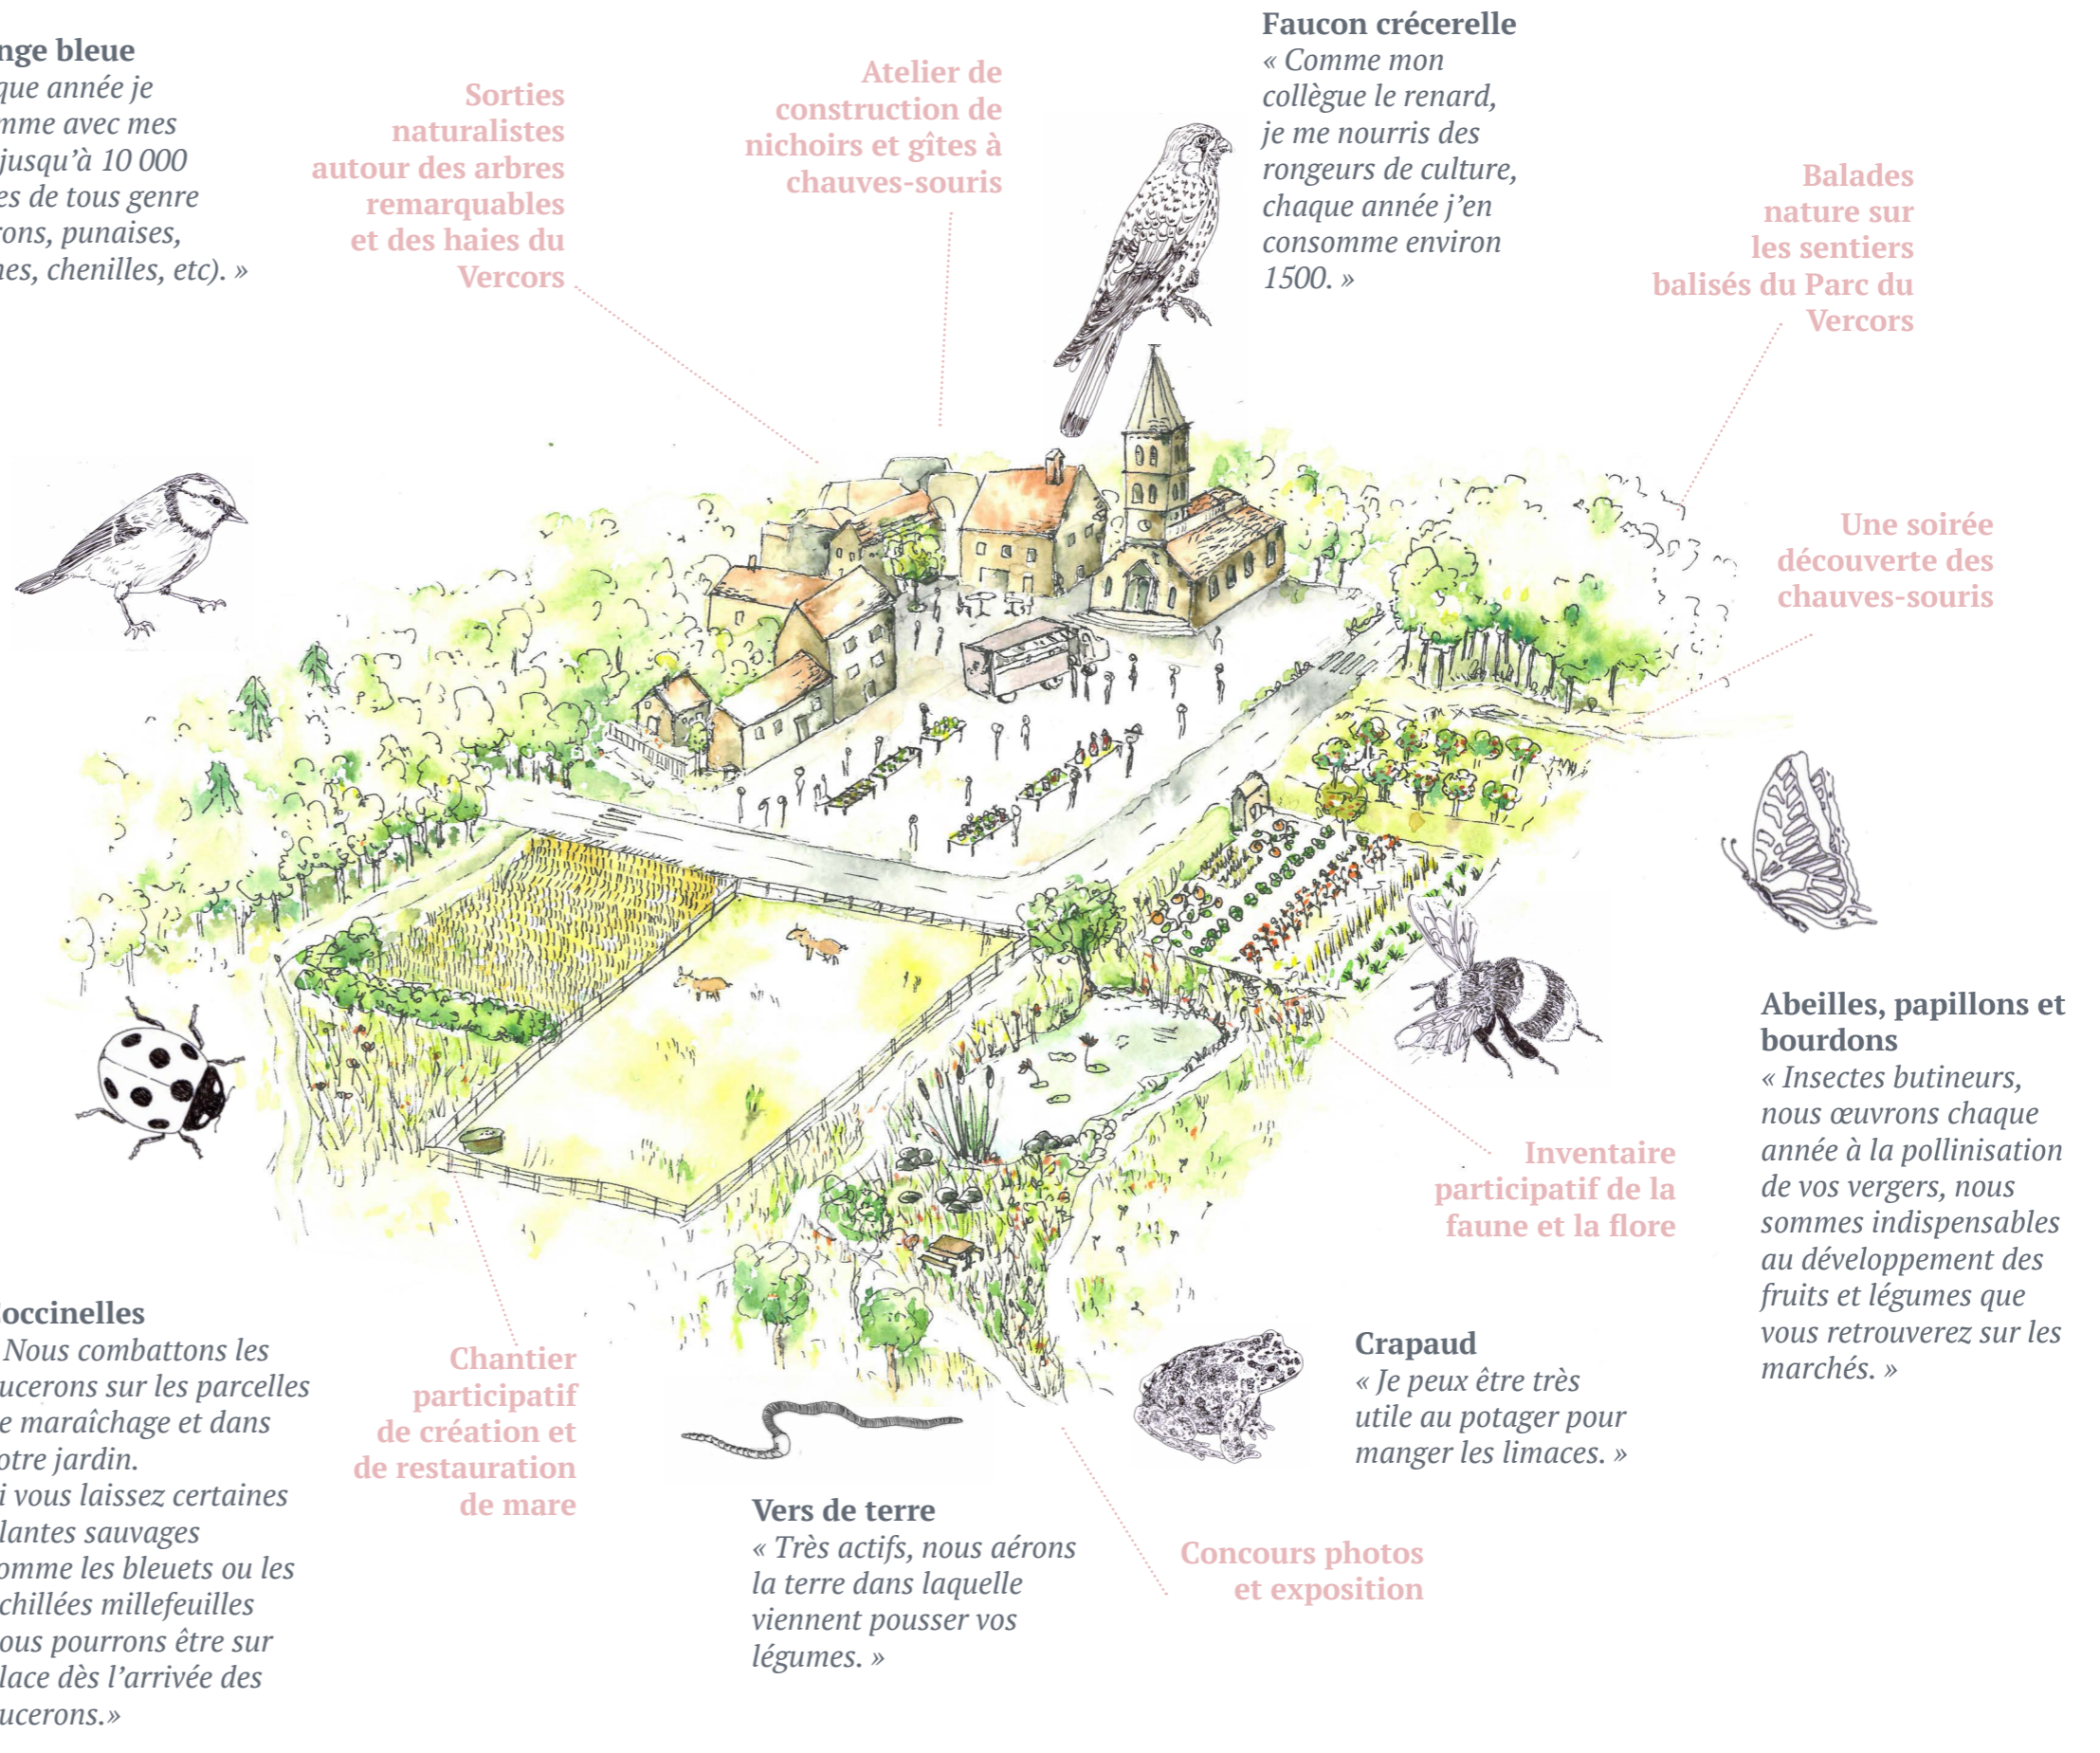 nge bleue
que année je
mme avec mes
jusqu'à 10 000
es de tous genre
rons, punaises,
nes, chenilles, etc). »
Sorties
naturalistes
autour des arbres
remarquables
et des haies du
Vercors
Atelier de
construction de
nichoirs et gîtes à
chauves-souris
Faucon crécerelle
« Comme mon
collègue le renard,
je me nourris des
rongeurs de culture,
chaque année j'en
consomme environ
1500. »
Balades
nature sur
les sentiers
balisés du Parc du
Vercors
Une soirée
découverte des
chauves-souris
Abeilles, papillons et
bourdons
« Insectes butineurs,
nous œuvrons chaque
année à la pollinisation
de vos vergers, nous
sommes indispensables
au développement des
fruits et légumes que
vous retrouverez sur les
marchés. »
Inventaire
participatif de la
faune et la flore
occinelles
Nous combattons les
ucerons sur les parcelles
e maraîchage et dans
otre jardin.
i vous laissez certaines
lantes sauvages
omme les bleuets ou les
chillées millefeuilles
ous pourrons être sur
lace dès l'arrivée des
ucerons.»
Chantier
participatif
de création et
de restauration
de mare
Vers de terre
« Très actifs, nous aérons
la terre dans laquelle
viennent pousser vos
légumes. »
Crapaud
« Je peux être très
utile au potager pour
manger les limaces. »
Concours photos
et exposition